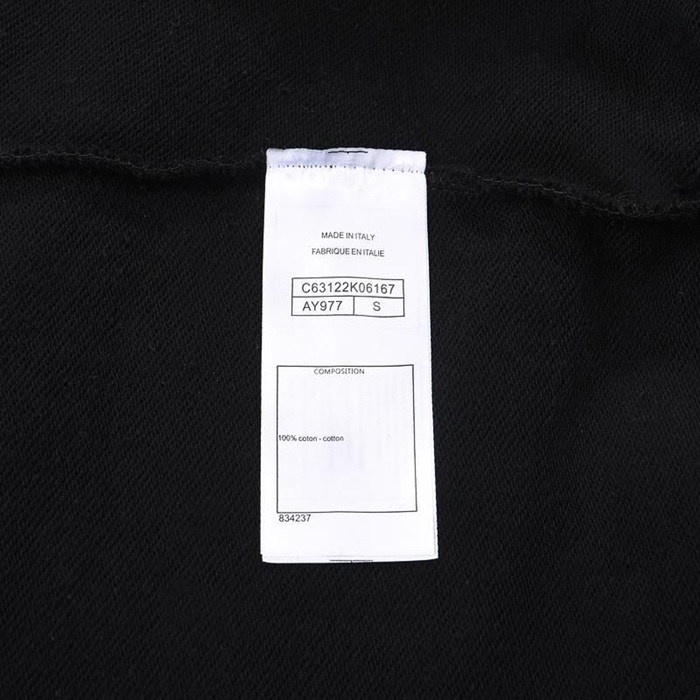 MADE IN ITALY
FABRIQUE EN ITALIE
C63122K06167
AY977 S
COMPOSITION
100% coton - cotton
834237